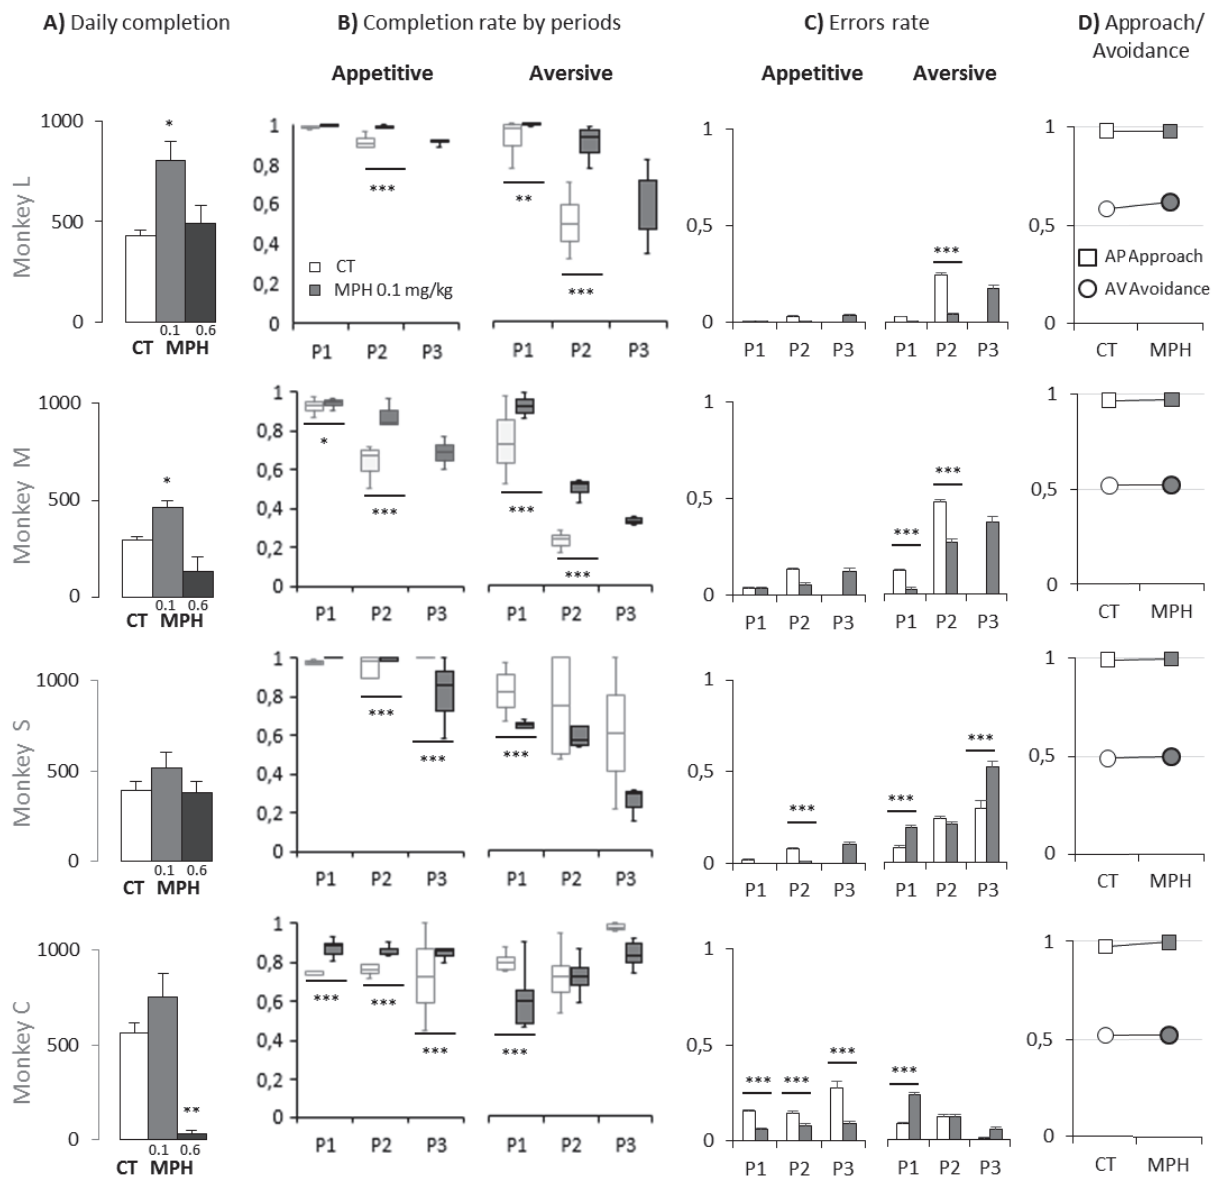 A) Daily completion
B) Completion rate by periods
C) Errors rate
D) Approach/
Avoidance
Appetitive
Aversive
Appetitive
Aversive
Monkey L
1000
500
0
*
0.1
0.6
CT MPH
1
0,8
0,6
0,4
0,2
0
***
CT
MPH 0.1 mg/kg
P1
P2
P3
**
***
P1
P2
P3
1
0,5
0
P1
P2
P3
***
P1
P2
P3
1
0,5
0
AP Approach
AV Avoidance
CT
MPH
Monkey M
1000
500
0
*
0.1
0.6
CT MPH
1
0,8
0,6
0,4
0,2
0
*
***
P1
P2
P3
***
***
P1
P2
P3
1
0,5
0
P1
P2
P3
***
***
P1
P2
P3
1
0,5
0
CT
MPH
Monkey S
1000
500
0
0.1
0.6
CT MPH
1
0,8
0,6
0,4
0,2
0
***
***
P1
P2
P3
***
P1
P2
P3
1
0,5
0
***
P1
P2
P3
***
***
P1
P2
P3
1
0,5
0
CT
MPH
Monkey C
1000
500
0
**
0.1
0.6
CT MPH
1
0,8
0,6
0,4
0,2
0
***
***
***
P1
P2
P3
***
P1
P2
P3
1
0,5
0
***
***
***
P1
P2
P3
***
P1
P2
P3
1
0,5
0
CT
MPH